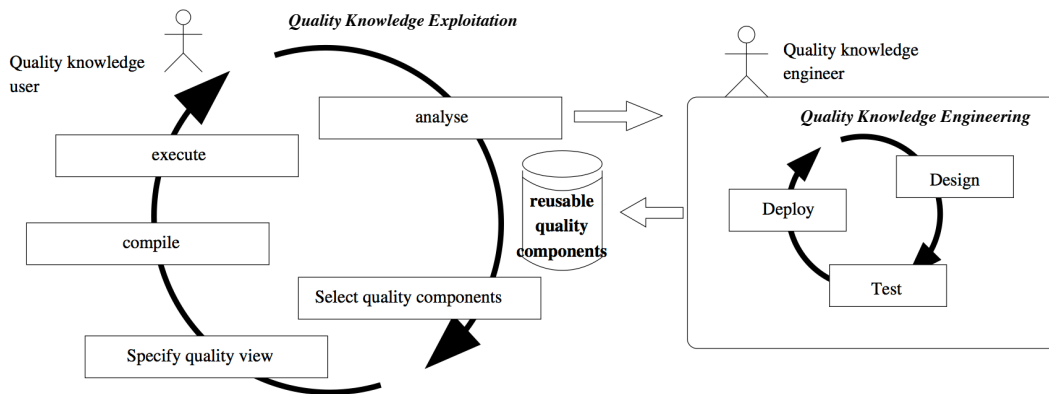 Quality Knowledge Exploitation
Quality knowledge
user
Quality knowledge
engineer
analyse
Quality Knowledge Engineering
execute
reusable
quality
components
Design
Deploy
compile
Select quality components
Test
Specify quality view